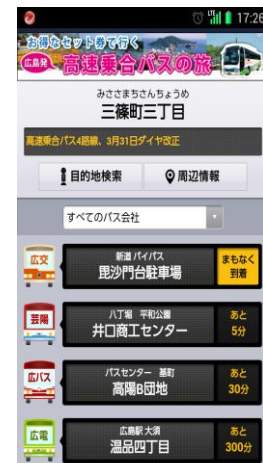 LTE 17:26
お得なセット券で行く
広島発 高速乗合バスの旅
みささまちさんちょうめ
三篠町三丁目
高速乗合バス4路線、3月31日ダイヤ改正
目的地検索 周辺情報
すべてのバス会社
広交 新道 バイパス まもなく
毘沙門台駐車場 到着
芸陽 八丁堀 平和公園 あと
井口商工センター 5分
広バス バスセンター 基町 あと
高陽B団地 30分
広電 広島駅 大須 あと
温品四丁目 300分